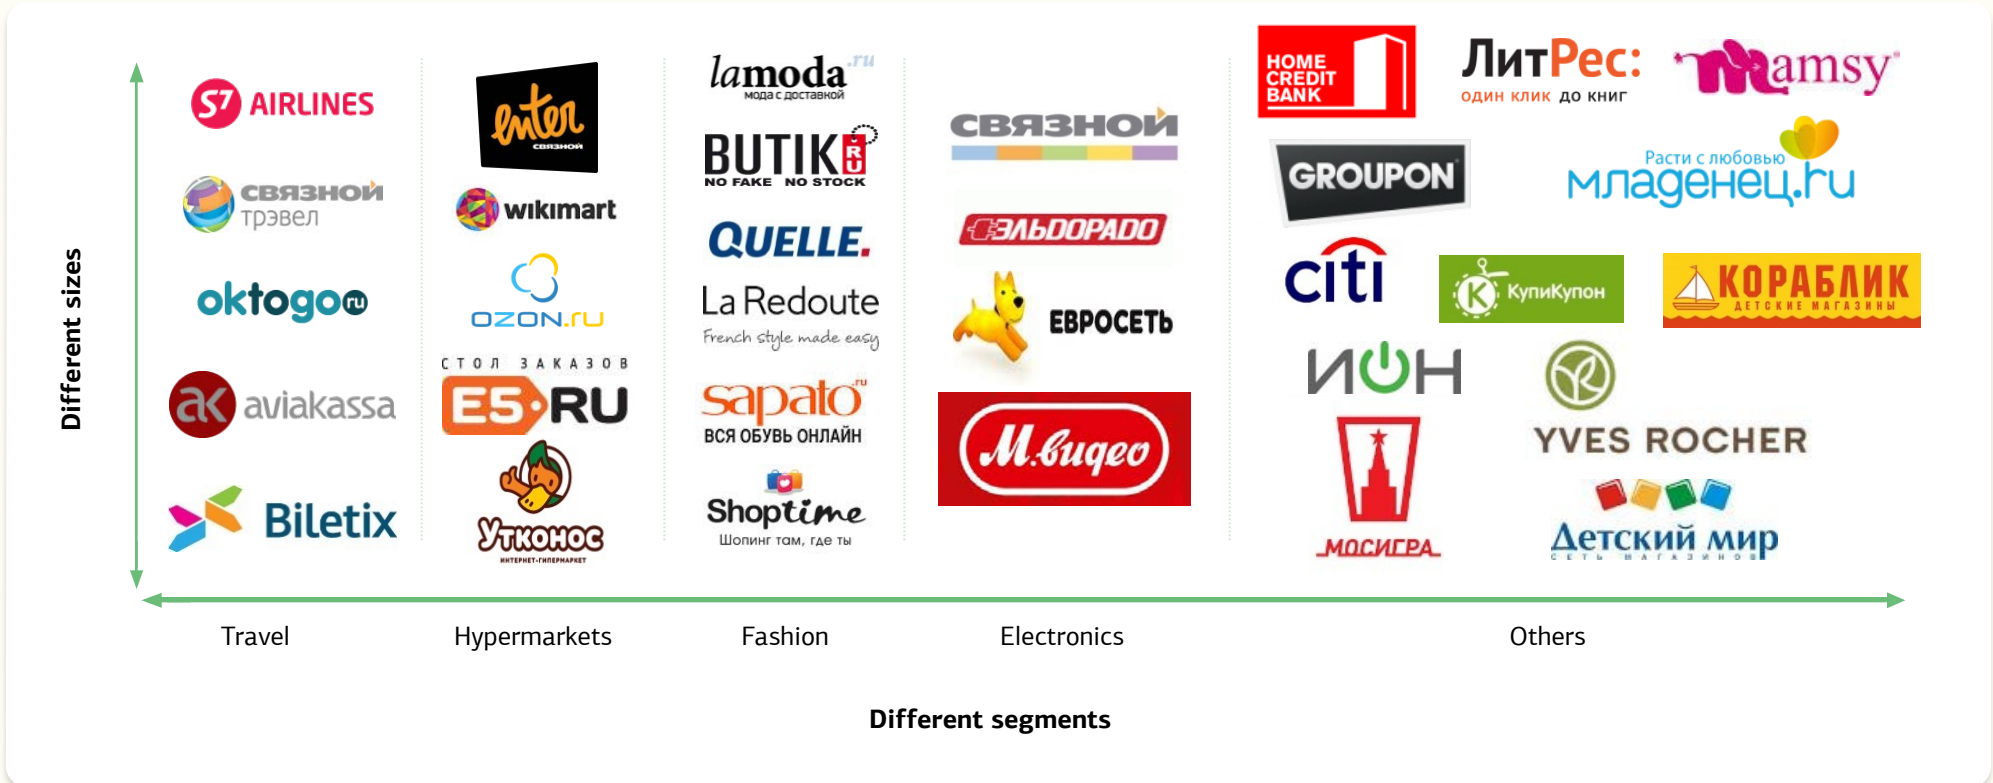 Different sizes
S7 AIRLINES
СВЯЗНОЙ
трэвел
oktogo ru
ak aviakassa
Biletix
enter
СВЯЗНОЙ
wikimart
OZON.ru
СТОЛ ЗАКАЗОВ
E5.RU
УТКОНОС
ИНТЕРНЕТ-ГИПЕРМАРКЕТ
lamoda.ru
мода с доставкой
BUTIK RU
NO FAKE NO STOCK
QUELLE.
La Redoute
French style made easy
sapato.ru
ВСЯ ОБУВЬ ОНЛАЙН
Shoptime
Шопинг там, где ты
СВЯЗНОЙ
ЭЛЬДОРАДО
ЕВРОСЕТЬ
М.видео
HOME
CREDIT
BANK
ЛитРес:
ОДИН КЛИК ДО КНИГ
mamsy
GROUPON
Расти с любовью
младенец.ru
citi
К КупиКупон
КОРАБЛИК
ДЕТСКИЕ МАГАЗИНЫ
ИОН
YVES ROCHER
МОСИГРА
Детский мир
СЕТЬ МАГАЗИНОВ
Travel
Hypermarkets
Fashion
Electronics
Others
Different segments